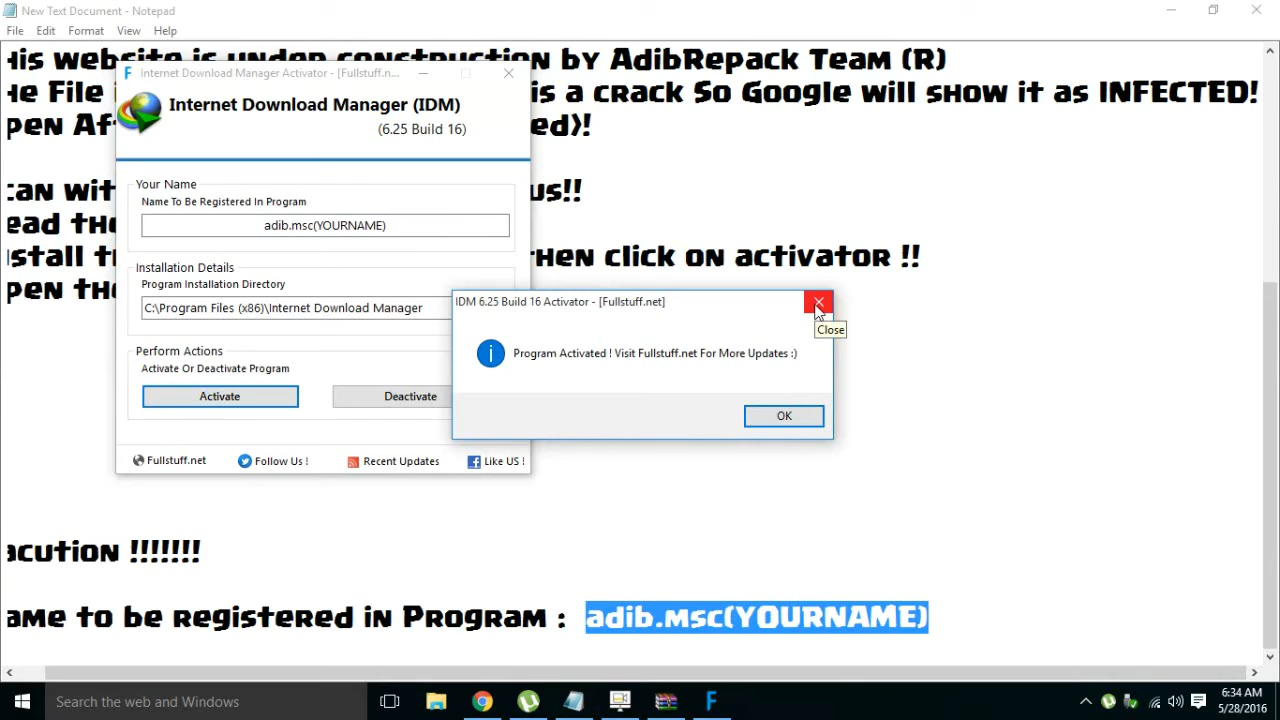 New Text Document - Notepad
File Edit Format View Help
his website is under construction by AdibRepack Team (R)
he File i
is a crack So Google will show it as INFECTED!
pen Af
ed)!
can wit
us!!
ead the
nstall t
then click on activator !!
pen the
Internet Download Manager Activator - [Fullstuff.n...
Internet Download Manager (IDM)
(6.25 Build 16)
Your Name
Name To Be Registered In Program
adib.msc(YOURNAME)
Installation Details
Program Installation Directory
C:\Program Files (x86)\Internet Download Manager
Perform Actions
Activate Or Deactivate Program
Activate Deactivate
Fullstuff.net Follow Us ! Recent Updates Like US !
IDM 6.25 Build 16 Activator - [Fullstuff.net]
Close
Program Activated ! Visit Fullstuff.net For More Updates :)
OK
acution !!!!!!!
ame to be registered in Program : adib.msc(YOURNAME)
Search the web and Windows
6:34 AM
5/28/2016